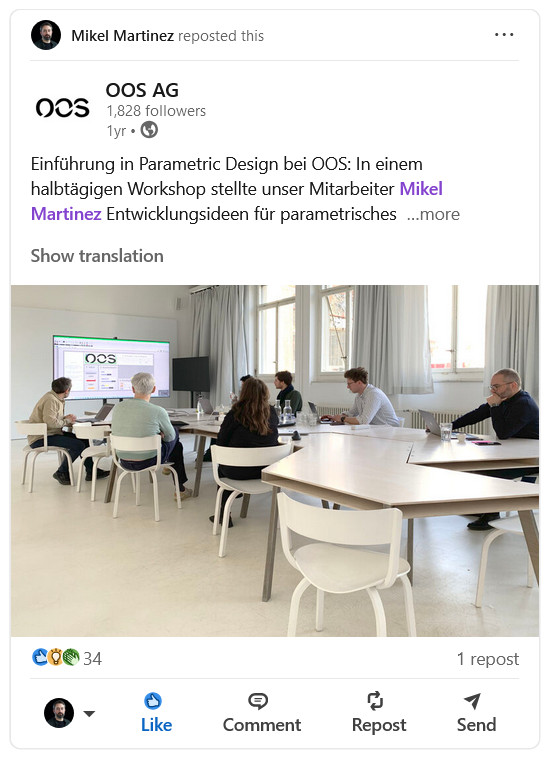 Mikel Martinez reposted this
OOS
OOS AG
1,828 followers
1yr •
Einführung in Parametric Design bei OOS: In einem
halbtägigen Workshop stellte unser Mitarbeiter Mikel
Martinez Entwicklungsideen für parametrisches ...more
Show translation
OOS
34
1 repost
Like
Comment
Repost
Send